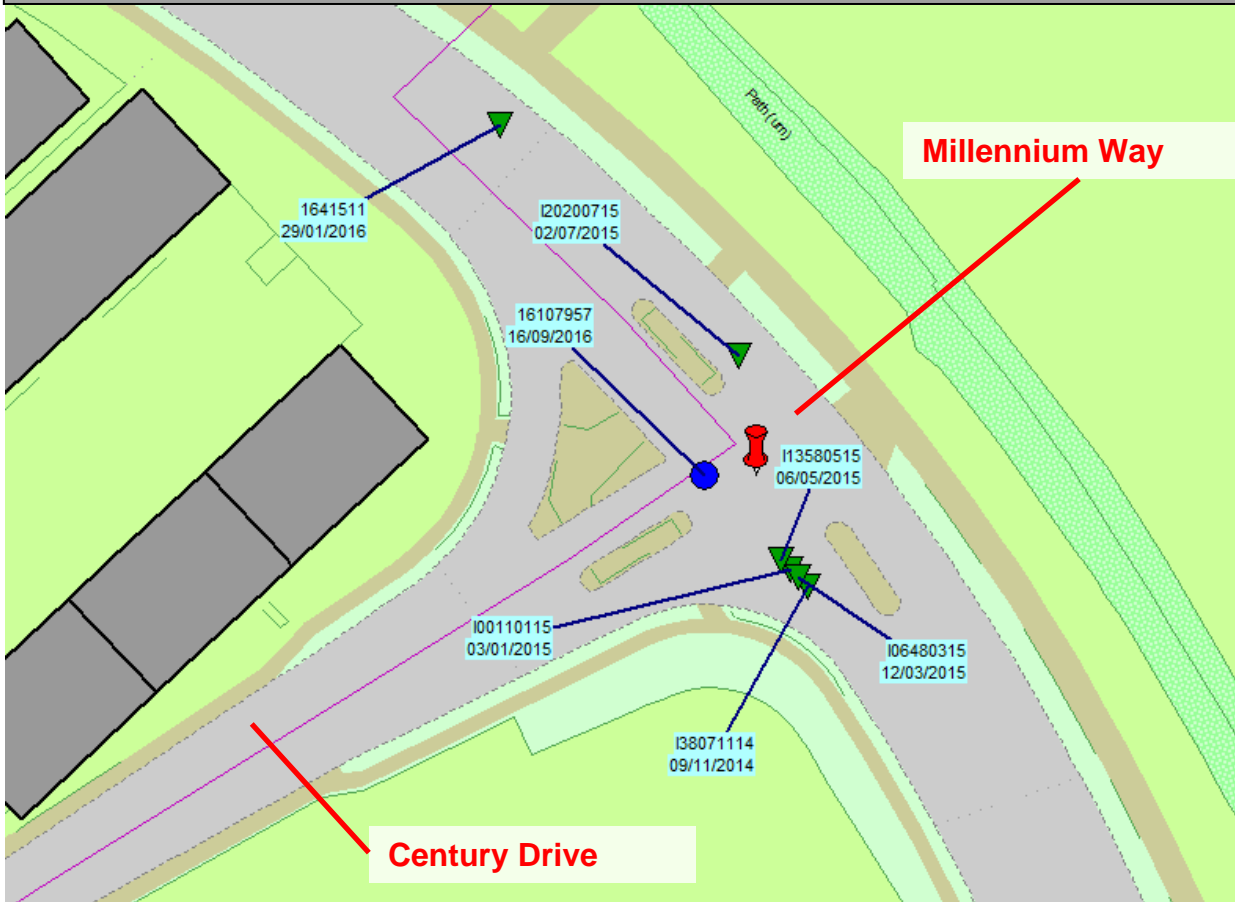 Path (um)
Millennium Way
1641511
29/01/2016
I20200715
02/07/2015
16107957
16/09/2016
I13580515
06/05/2015
I00110115
03/01/2015
I06480315
12/03/2015
I38071114
09/11/2014
Century Drive